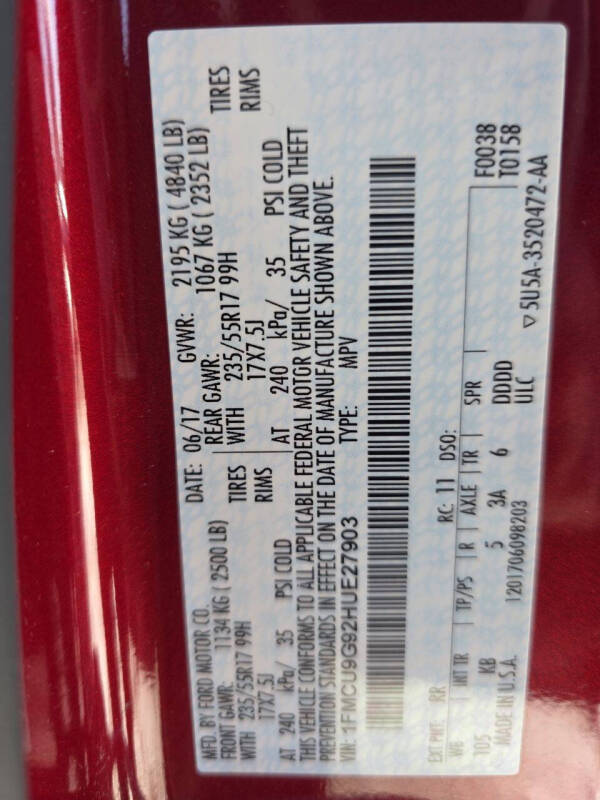 MFD. BY FORD MOTOR CO.
DATE: 06/17 GVWR: 2195 KG ( 4840 LB)
FRONT GAWR: 1134 KG ( 2500 LB) REAR GAWR: 1067 KG ( 2352 LB)
WITH 235/55R17 99H TIRES WITH 235/55R17 99H TIRES
17X7.5J RIMS 17X7.5J RIMS
AT 240 kPa/ 35 PSI COLD AT 240 kPa/ 35 PSI COLD
THIS VEHICLE CONFORMS TO ALL APPLICABLE FEDERAL MOTOR VEHICLE SAFETY AND THEFT
PREVENTION STANDARDS IN EFFECT ON THE DATE OF MANUFACTURE SHOWN ABOVE.
VIN: 1FMCU9G92HUE27903 TYPE: MPV
F0038
T0158
EXT PNT: RR RC: 11 DSO:
WB INT TR TP/PS R AXLE TR SPR
105 KB 5 3A 6 DDDD
MADE IN U.S.A. 1201706098203 ULC
▽ 5U5A-3520472-AA